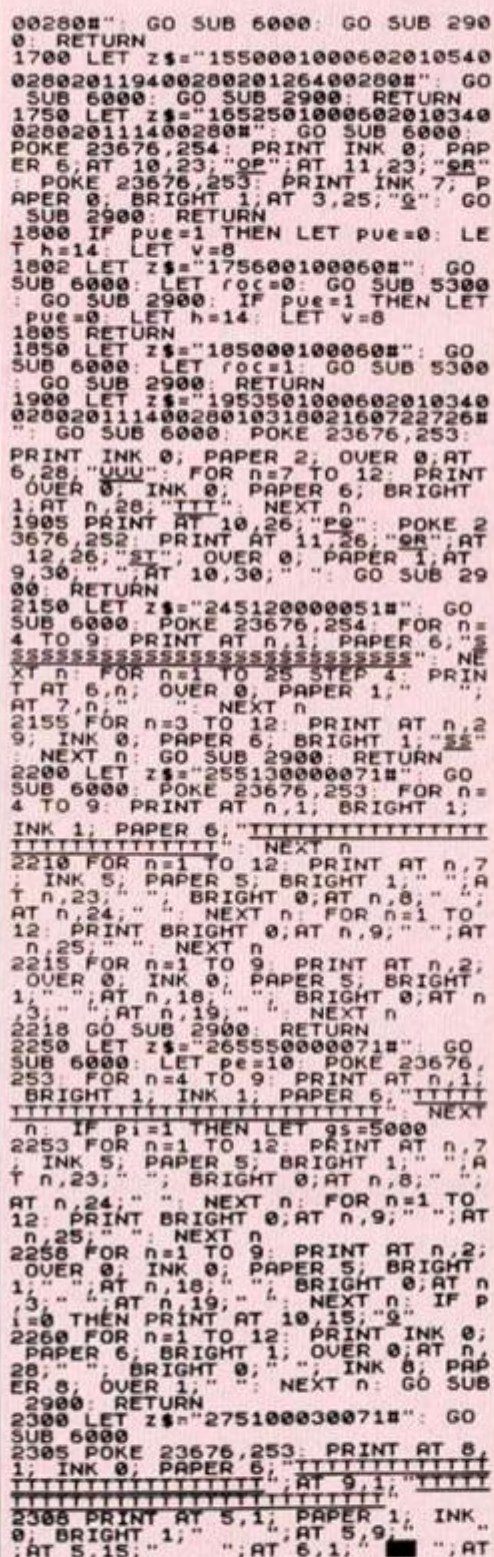 00280#": GO SUB 6000: GO SUB 290
0: RETURN
1700 LET z$="1550001000602010540
02802011940028020126400280#": GO
SUB 6000: GO SUB 2900: RETURN
1750 LET z$="1652501000602010340
0280201114002 80#": GO SUB 6000:
POKE 23676,254: PRINT INK 0; PAP
ER 6;AT 10,23;"OP";AT 11,23;"QR"
: POKE 23676,253: PRINT INK 7; P
APER 0; BRIGHT 1;AT 3,25;"G": GO
SUB 2900: RETURN
1800 IF pue=1 THEN LET pue=0: LE
T h=14: LET v=8
1802 LET z$="175600100060#": GO
SUB 6000: LET roc=0: GO SUB 5300
: GO SUB 2900: IF pue=1 THEN LET
pue=0: LET h=14: LET v=8
1805 RETURN
1850 LET z$="185000100060#": GO
SUB 6000: LET roc=1: GO SUB 5300
: GO SUB 2900: RETURN
1900 LET z$="1953501000602010340
0280201114002801031802160722726#
": GO SUB 6000: POKE 23676,253:
PRINT INK 0; PAPER 2; OVER 0;AT
6,28;"UUU": FOR n=7 TO 12: PRINT
OVER 0; INK 0; PAPER 6; BRIGHT
1;AT n,28;"TTT": NEXT n
1905 PRINT AT 10,26;"PQ": POKE 2
3676,252: PRINT AT 11,26;"QR";AT
12,26;"ST"; OVER 0; PAPER 1;AT
9,30;" ";AT 10,30;" ": GO SUB 29
00: RETURN
2150 LET z$="245120000051#": GO
SUB 6000: POKE 23676,254: FOR n=
4 TO 9: PRINT AT n,1; PAPER 6;"S
SSSSSSSSSSSSSSSSSSSSSSSSSSS": NE
XT n: FOR n=1 TO 25 STEP 4: PRIN
T AT 6,n; OVER 0; PAPER 1;" ";
AT 7,n;" ": NEXT n
2155 FOR n=3 TO 12: PRINT AT n,2
9; INK 0; PAPER 6; BRIGHT 1;"SS"
: NEXT n: GO SUB 2900: RETURN
2200 LET z$="255130000071#": GO
SUB 6000: POKE 23676,253: FOR n=
4 TO 9: PRINT AT n,1; BRIGHT 1;
INK 1; PAPER 6;"TTTTTTTTTTTTTTTT
TTTTTTTTTTTTTT": NEXT n
2210 FOR n=1 TO 12: PRINT AT n,7
; INK 5; PAPER 5; BRIGHT 1;" ";A
T n,23;" "; BRIGHT 0;AT n,8;" ";
AT n,24;" ": NEXT n: FOR n=1 TO
12: PRINT BRIGHT 0;AT n,9;" ";AT
n,25;" ": NEXT n
2215 FOR n=1 TO 9: PRINT AT n,2;
OVER 0; INK 0; PAPER 5; BRIGHT
1;" ";AT n,18;" "; BRIGHT 0;AT n
,3;" ";AT n,19;" ": NEXT n
2218 GO SUB 2900: RETURN
2250 LET z$="265550000071#": GO
SUB 6000: LET pe=10: POKE 23676,
253: FOR n=4 TO 9: PRINT AT n,1;
BRIGHT 1; INK 1; PAPER 6;"TTTTT
TTTTTTTTTTTTTTTTTTTTTTTTT": NEXT
n: IF pi=1 THEN LET gs=5000
2253 FOR n=1 TO 12: PRINT AT n,7
; INK 5; PAPER 5; BRIGHT 1;" ";A
T n,23;" "; BRIGHT 0;AT n,8;" ";
AT n,24;" ": NEXT n: FOR n=1 TO
12: PRINT BRIGHT 0;AT n,9;" ";AT
n,25;" ": NEXT n
2258 FOR n=1 TO 9: PRINT AT n,2;
OVER 0; INK 0; PAPER 5; BRIGHT
1;" ";AT n,18;" "; BRIGHT 0;AT n
,3;" ";AT n,19;" ": NEXT n: IF p
i=0 THEN PRINT AT 10,15;"Q"
2260 FOR n=1 TO 12: PRINT INK 0;
PAPER 6; BRIGHT 1; OVER 0;AT n,
28;" "; BRIGHT 0;" "; INK 8; PAP
ER 8; OVER 1;" ": NEXT n: GO SUB
2900: RETURN
2300 LET z$="2751000030071#": GO
SUB 6000
2305 POKE 23676,253: PRINT AT 8,
1; INK 0; PAPER 6;"TTTTTTTTTTTTT
TTTTTTTTTTTTTTTTT";AT 9,1;"TTTTT
TTTTTTTTTTTTTTTTTTTTTTTTT"
2308 PRINT AT 5,1; PAPER 1; INK
0; BRIGHT 1;" ";AT 5,9;"
";AT 5,15;" ";AT 6,1;" ";AT